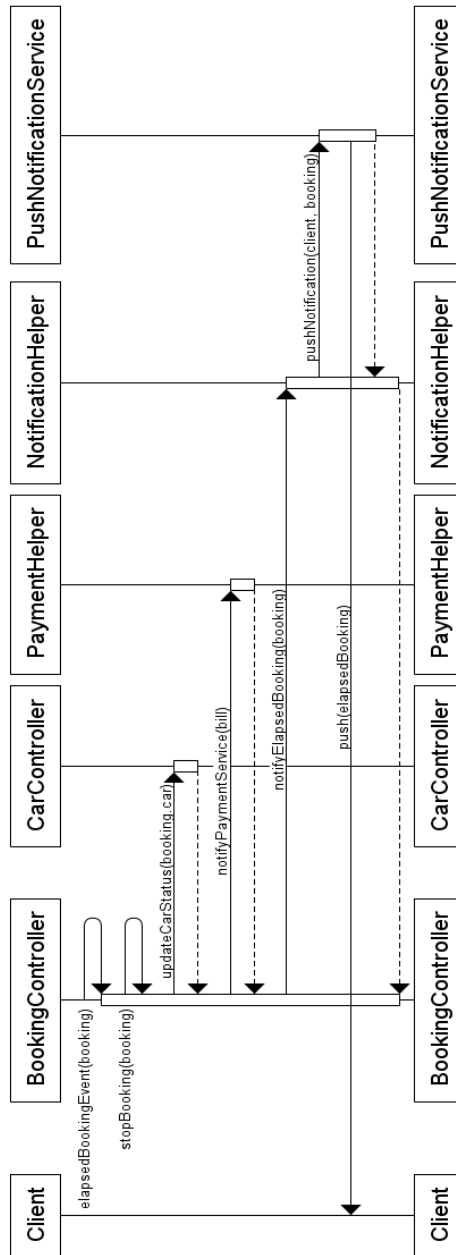 Client
BookingController
CarController
PaymentHelper
NotificationHelper
PushNotificationService
elapsedBookingEvent(booking)
stopBooking(booking)
updateCarStatus(booking.car)
notifyPaymentService(bill)
notifyElapsedBooking(booking)
pushNotification(client, booking)
push(elapsedBooking)
Client
BookingController
CarController
PaymentHelper
NotificationHelper
PushNotificationService